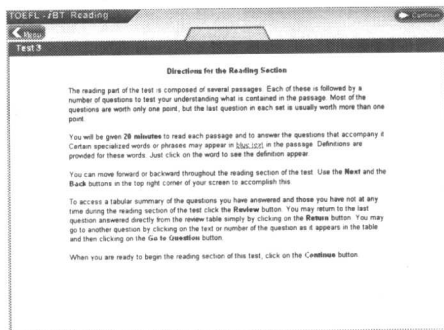 TOEFL - iBT Reading
Continue
Menu
Test 3
Directions for the Reading Section
The reading part of the test is composed of several passages. Each of these is followed by a
number of questions to test your understanding what is contained in the passage. Most of the
questions are worth only one point, but the last question in each set is usually worth more than one
point.
You will be given 20 minutes to read each passage and to answer the questions that accompany it
Certain specialized words or phrases may appear in blue text in the passage. Definitions are
provided for these words. Just click on the word to see the definition appear.
You can move forward or backward throughout the reading section of the test. Use the Next and the
Back buttons in the top right corner of your screen to accomplish this.
To access a tabular summary of the questions you have answered and those you have not at any
time during the reading section of the test click the Review button. You may return to the last
question answered directly from the review table simply by clicking on the Return button. You may
go to another question by clicking on the text or number of the question as it appears in the table
and then clicking on the Go to Question button.
When you are ready to begin the reading section of this test, click on the Continue button.